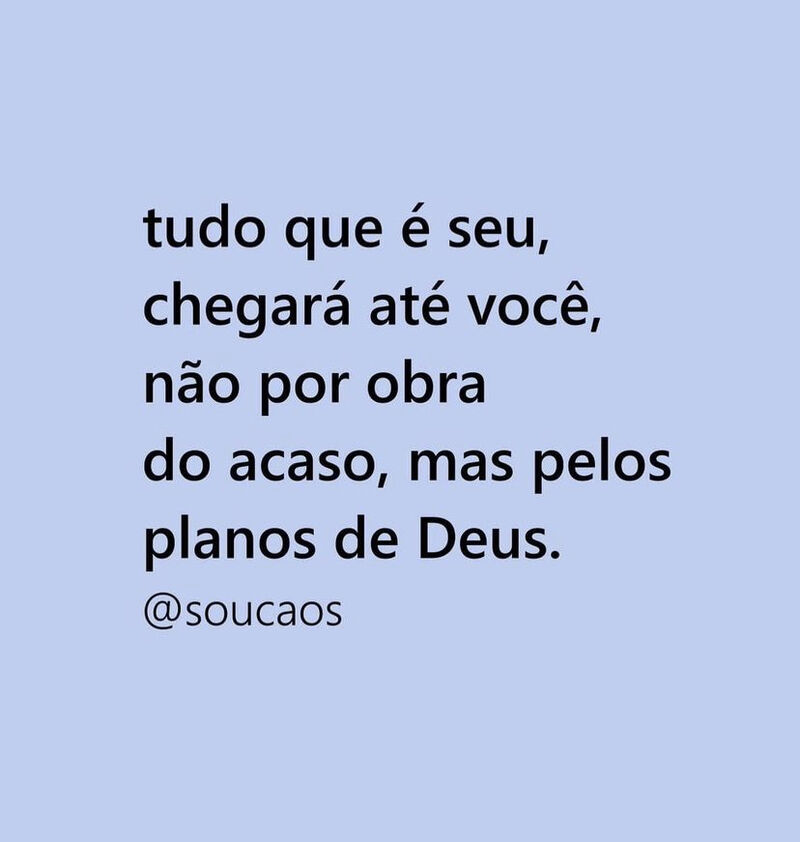 tudo que é seu,
chegará até você,
não por obra
do acaso, mas pelos
planos de Deus.
@soucaos